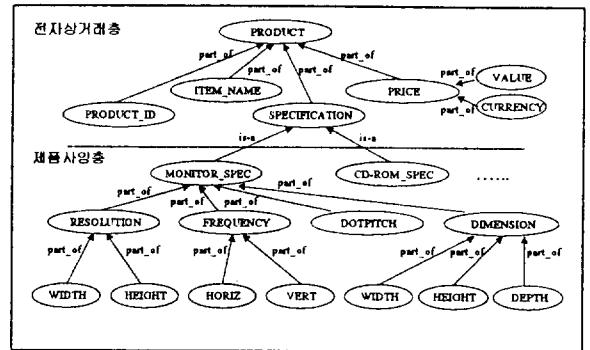 전자상거래층
PRODUCT
part_of
part_of
part_of
part_of
part_of
VALUE
ITEM_NAME
PRICE
part_of
CURRENCY
PRODUCT_ID
SPECIFICATION
is-a
is-a
제품사양층
MONITOR_SPEC
CD-ROM_SPEC
......
part_of
part_of
part_of
part_of
RESOLUTION
FREQUENCY
DOTPITCH
DIMENSION
part_of
part_of
part_of
part_of
part_of
part_of
part_of
WIDTH
HEIGHT
HORIZ
VERT
WIDTH
HEIGHT
DEPTH